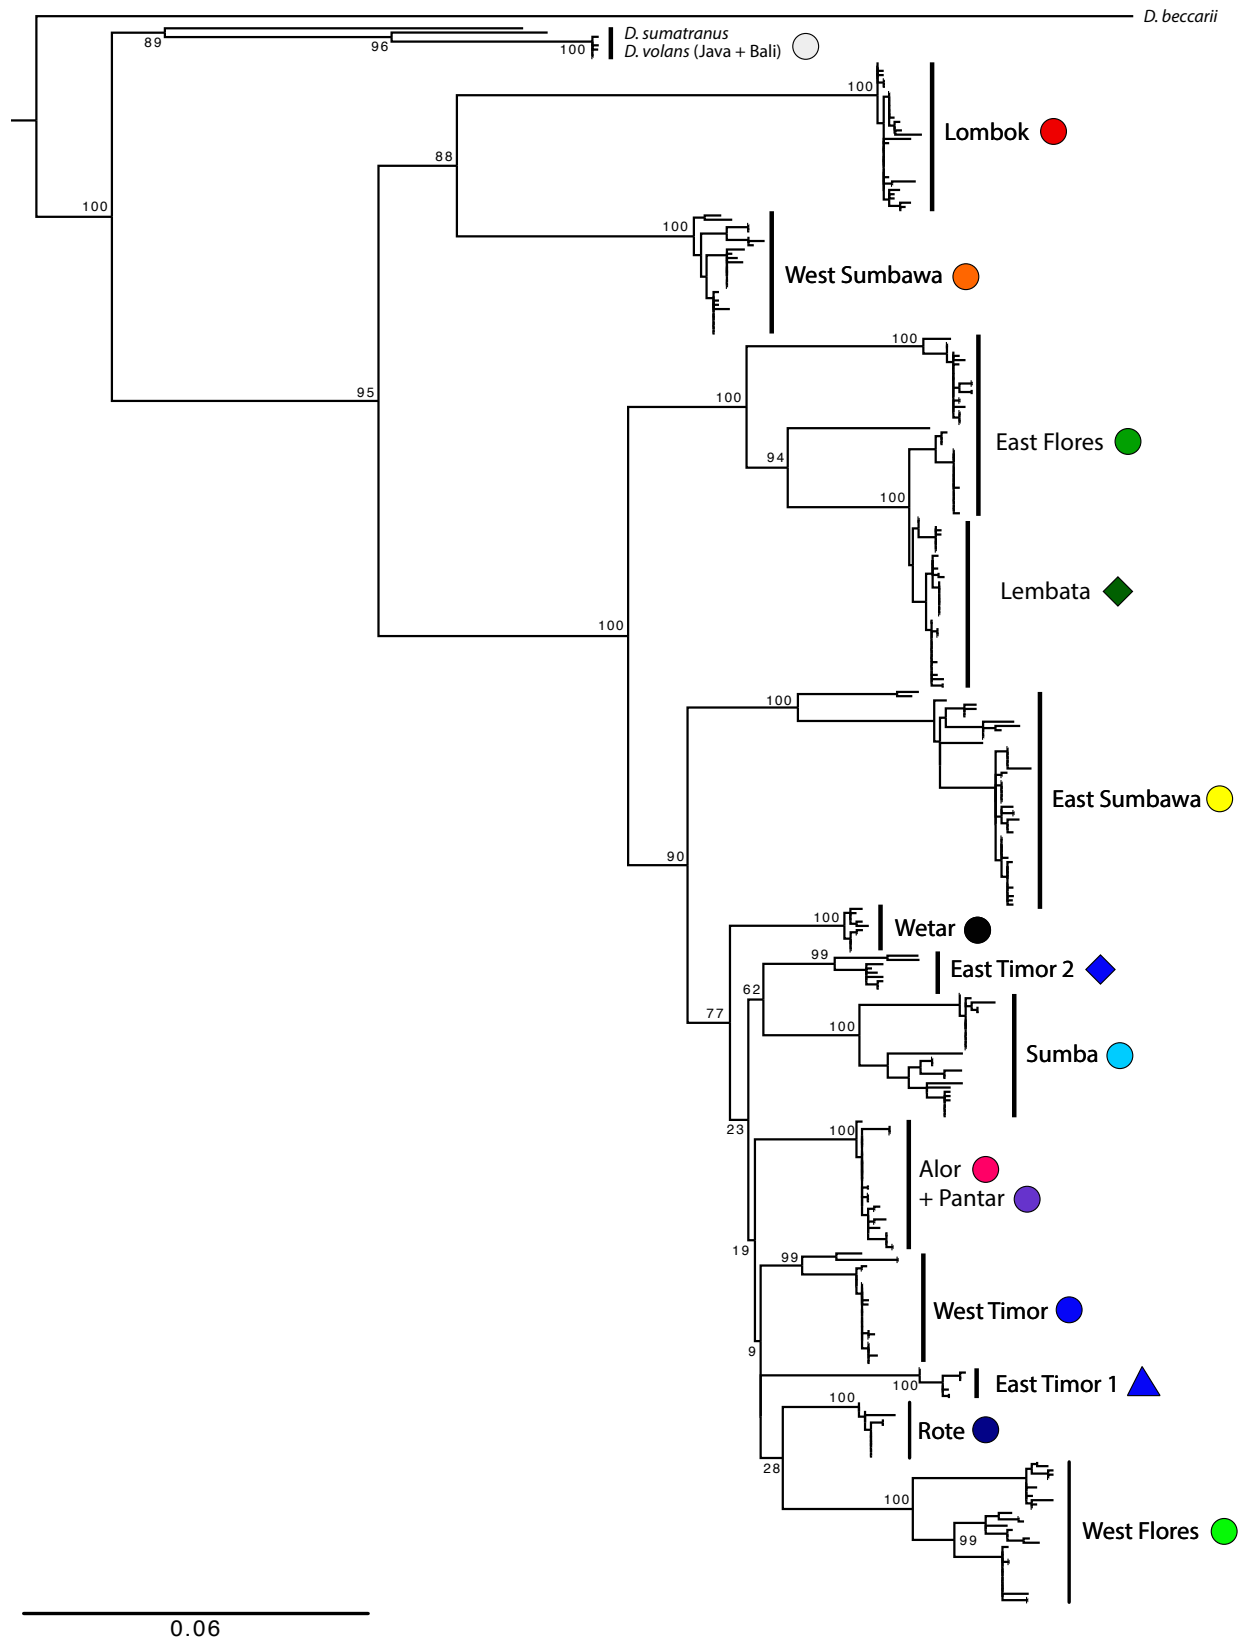 D. beccarii
89
96
100
D. sumatranus
D. volans (Java + Bali)
100
Lombok
88
100
100
West Sumbawa
100
100
East Flores
95
94
100
Lembata
100
100
East Sumbawa
90
100
Wetar
99
East Timor 2
62
77
100
Sumba
23
100
Alor
+ Pantar
19
99
West Timor
9
100
East Timor 1
100
Rote
28
100
99
West Flores
0.06